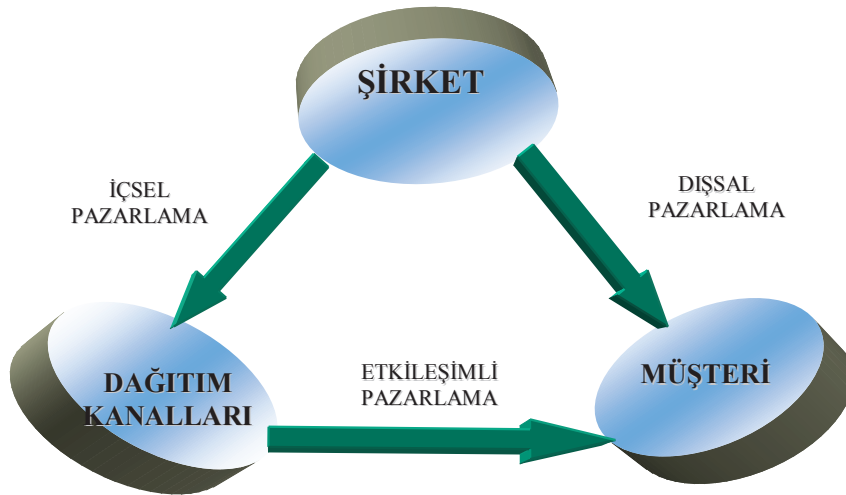 ŞİRKET
İÇSEL
PAZARLAMA
DIŞSAL
PAZARLAMA
DAĞITIM
KANALLARI
ETKİLEŞİMLİ
PAZARLAMA
MÜŞTERİ